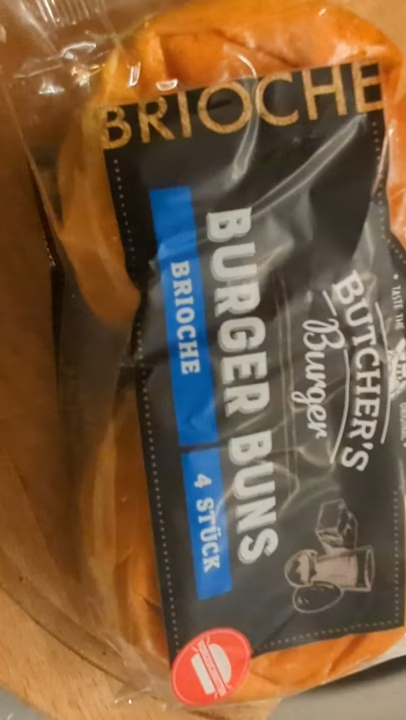 BRIOCHE
TASTE THE
BUTCHER'S
Burger
BURGER BUNS
BRIOCHE
4 STÜCK